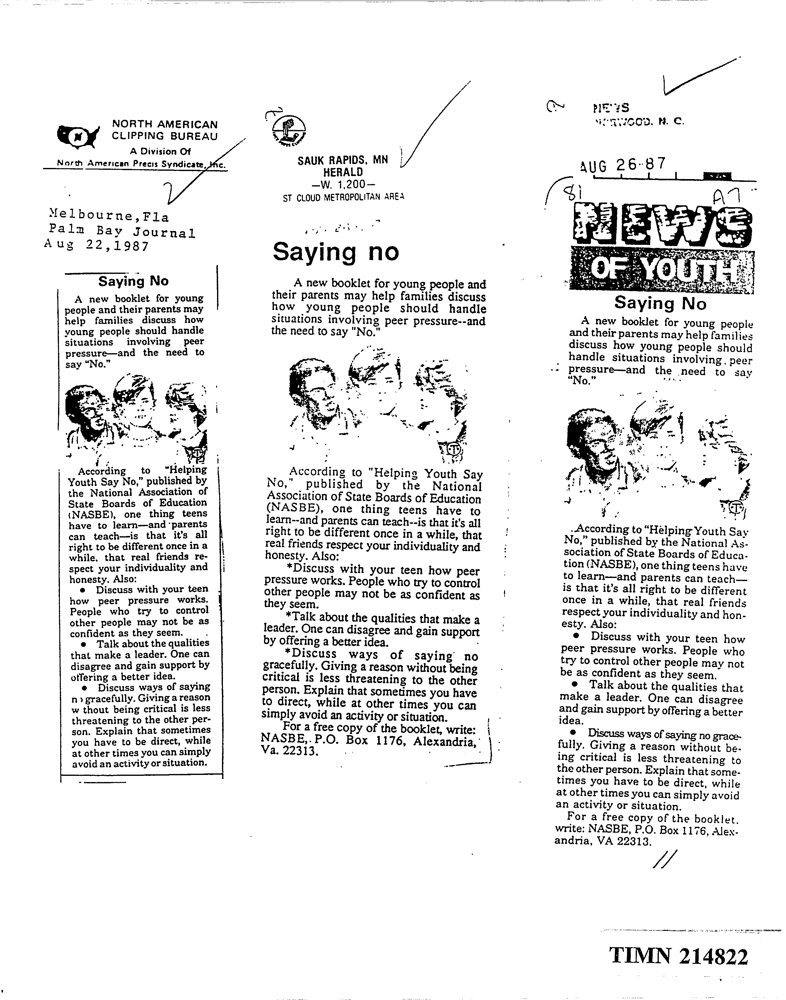 NORTH AMERICAN
CLIPPING BUREAU
A Division Of
North American Precis Syndicate, Inc.
2
Melbourne, Fla
Palm Bay Journal
Aug 22, 1987
Saying No
A new booklet for young
people and their parents may
help families discuss how
young people should handle
situations involving peer
pressure—and the need to
say "No."
According to "Helping
Youth Say No," published by
the National Association of
State Boards of Education
(NASBE), one thing teens
have to learn—and parents
can teach—is that it's all
right to be different once in a
while, that real friends re-
spect your individuality and
honesty. Also:
• Discuss with your teen
how peer pressure works.
People who try to control
other people may not be as
confident as they seem.
• Talk about the qualities
that make a leader. One can
disagree and gain support by
offering a better idea.
• Discuss ways of saying
no gracefully. Giving a reason
without being critical is less
threatening to the other per-
son. Explain that sometimes
you have to be direct, while
at other times you can simply
avoid an activity or situation.
2
SAUK RAPIDS, MN
HERALD
—W. 1,200—
ST CLOUD METROPOLITAN AREA
Saying no
A new booklet for young people and
their parents may help families discuss
how young people should handle
situations involving peer pressure--and
the need to say "No."
According to "Helping Youth Say
No," published by the National
Association of State Boards of Education
(NASBE), one thing teens have to
learn--and parents can teach--is that it's all
right to be different once in a while, that
real friends respect your individuality and
honesty. Also:
*Discuss with your teen how peer
pressure works. People who try to control
other people may not be as confident as
they seem.
*Talk about the qualities that make a
leader. One can disagree and gain support
by offering a better idea.
*Discuss ways of saying no
gracefully. Giving a reason without being
critical is less threatening to the other
person. Explain that sometimes you have
to direct, while at other times you can
simply avoid an activity or situation.
For a free copy of the booklet, write:
NASBE, P.O. Box 1176, Alexandria,
Va. 22313.
NEWS
N. C.
AUG 26-87
81
A7
NEWS
OF YOUTH
Saying No
A new booklet for young people
and their parents may help families
discuss how young people should
handle situations involving peer
pressure—and the need to say
"No."
According to "Helping Youth Say
No," published by the National As-
sociation of State Boards of Educa-
tion (NASBE), one thing teens have
to learn—and parents can teach—
is that it's all right to be different
once in a while, that real friends
respect your individuality and hon-
esty. Also:
• Discuss with your teen how
peer pressure works. People who
try to control other people may not
be as confident as they seem.
• Talk about the qualities that
make a leader. One can disagree
and gain support by offering a better
idea.
• Discuss ways of saying no grace-
fully. Giving a reason without be-
ing critical is less threatening to
the other person. Explain that some-
times you have to be direct, while
at other times you can simply avoid
an activity or situation.
For a free copy of the booklet,
write: NASBE, P.O. Box 1176, Alex-
andria, VA 22313.
11
TIMN 214822